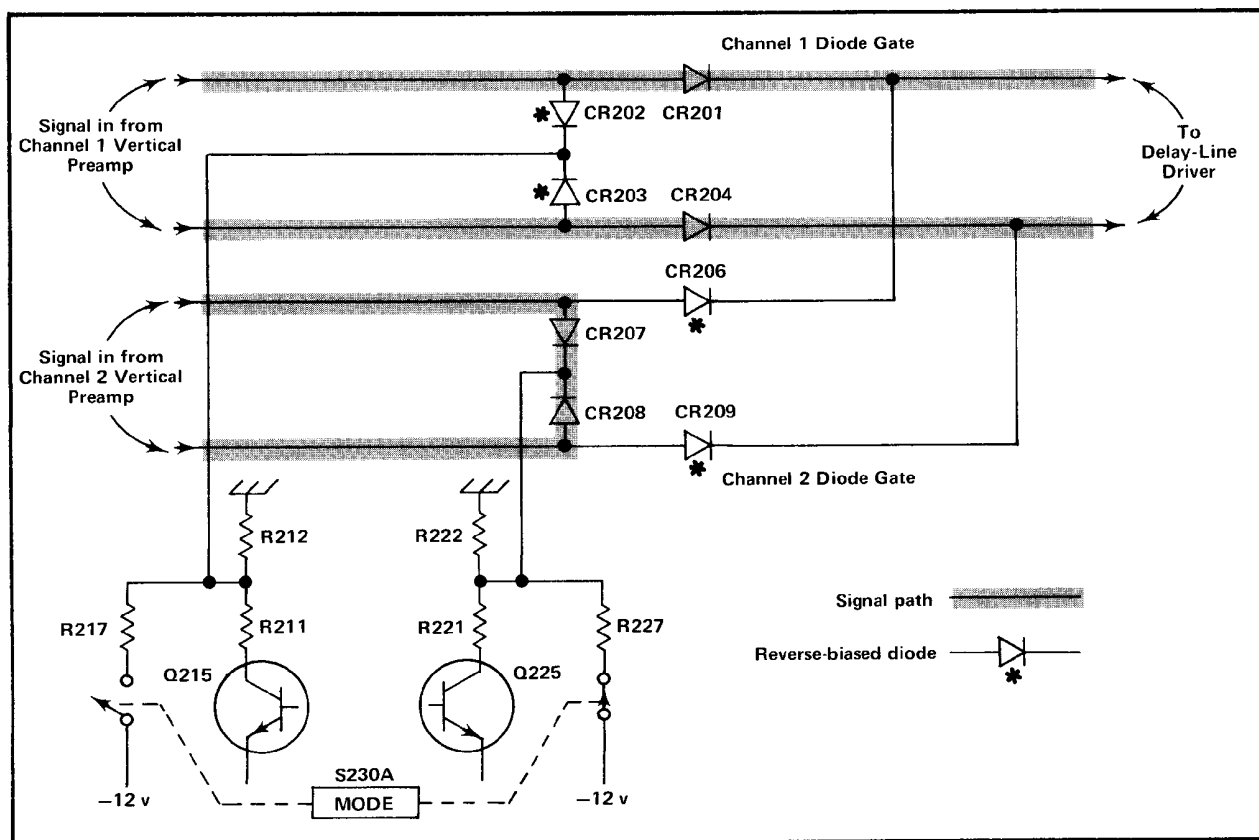 Channel 1 Diode Gate
Signal in from
Channel 1 Vertical
Preamp
* CR202
CR201
To
Delay-Line
Driver
* CR203
CR204
CR206
*
Signal in from
Channel 2 Vertical
Preamp
CR207
CR208
CR209
*
Channel 2 Diode Gate
R212
R222
R217
R211
R221
R227
Signal path
Q215
Q225
Reverse-biased diode
*
S230A
MODE
−12 v
−12 v